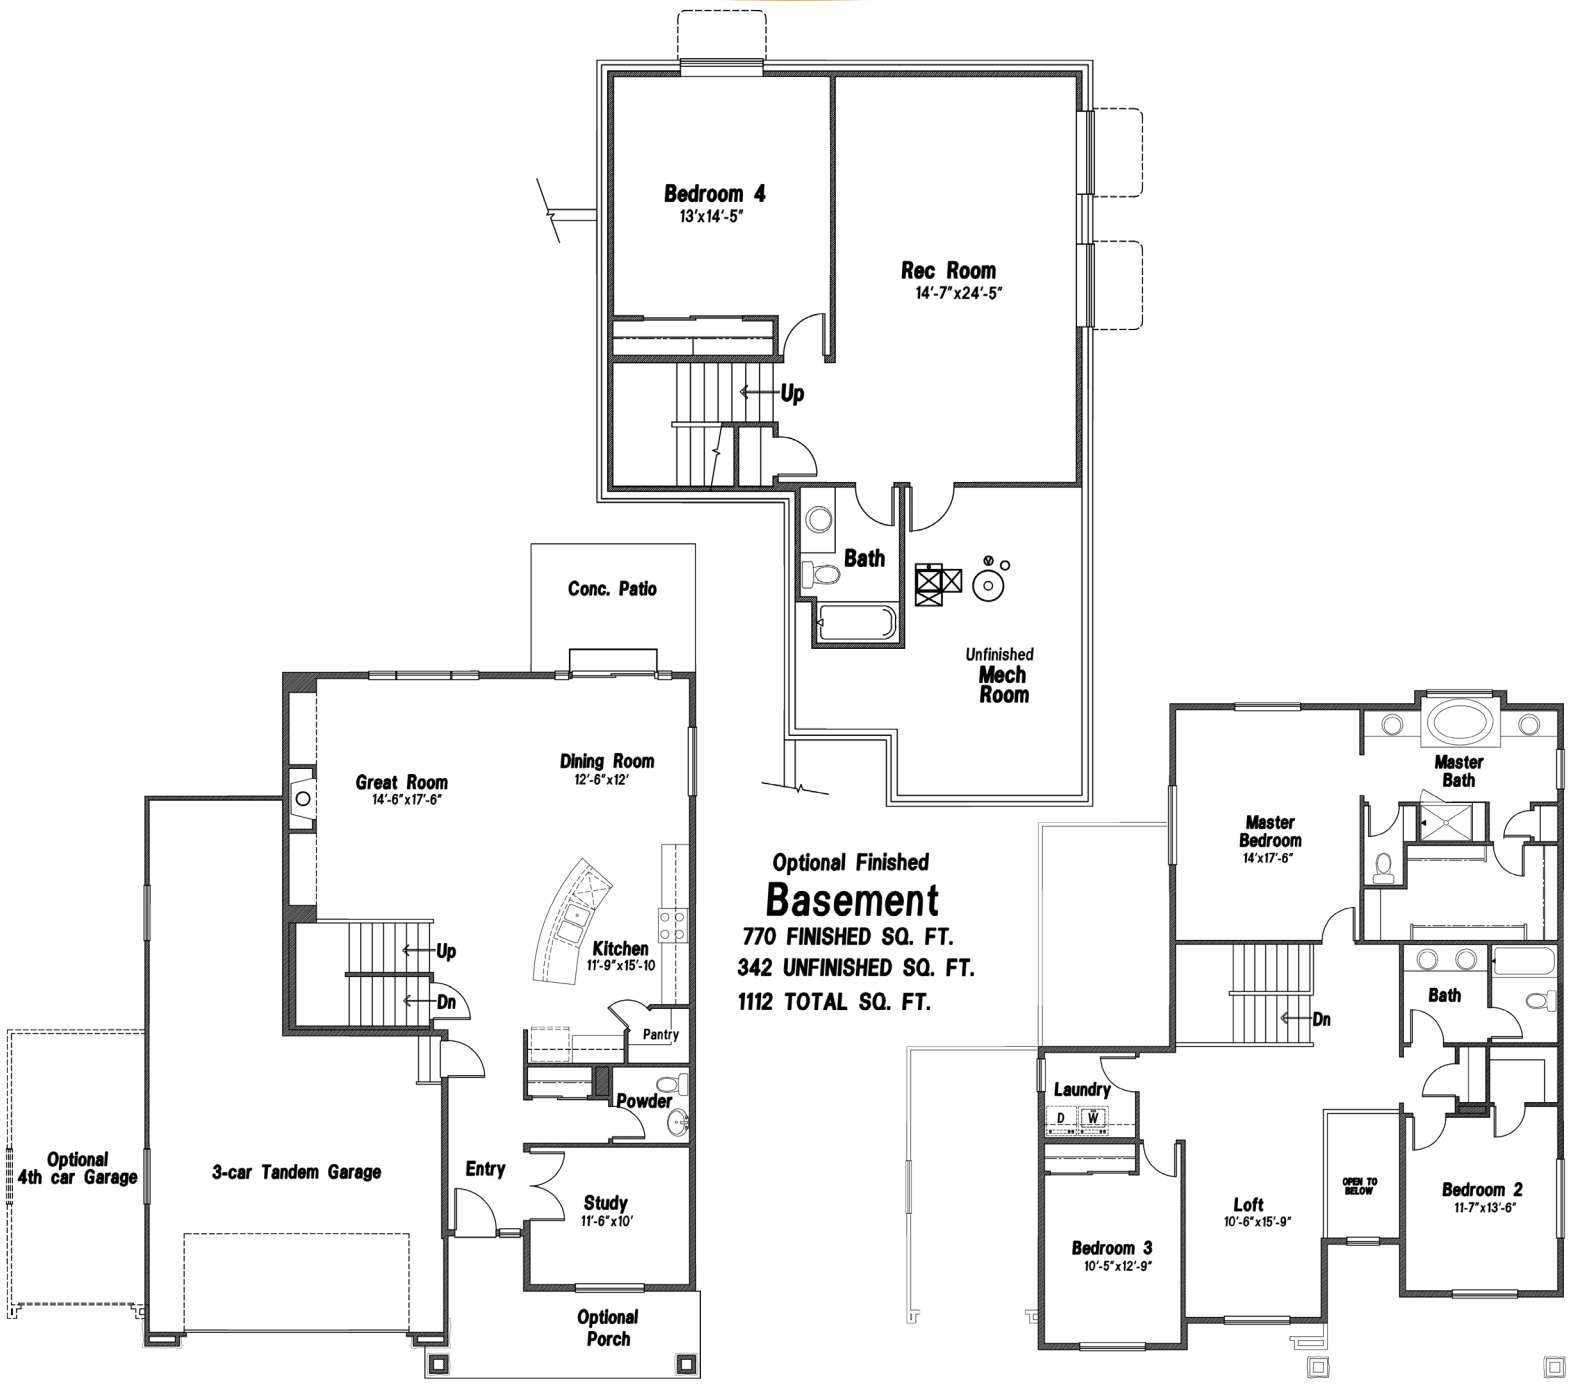 Bedroom 4
13'x14'-5"
Rec Room
14'-7"x24'-5"
Up
Bath
Unfinished
Mech
Room
Optional Finished
Basement
770 FINISHED SQ. FT.
342 UNFINISHED SQ. FT.
1112 TOTAL SQ. FT.
Conc. Patio
Great Room
14'-6"x17'-6"
Dining Room
12'-6"x12'
Kitchen
11'-9"x15'-10
Up
Dn
Pantry
Powder
Entry
Study
11'-6"x10'
Optional
4th car Garage
3-car Tandem Garage
Optional
Porch
Master
Bath
Master
Bedroom
14'x17'-6"
Bath
Dn
Laundry
D
W
OPEN TO
BELOW
Loft
10'-6"x15'-9"
Bedroom 2
11-7"x13'-6"
Bedroom 3
10'-5"x12'-9"
V